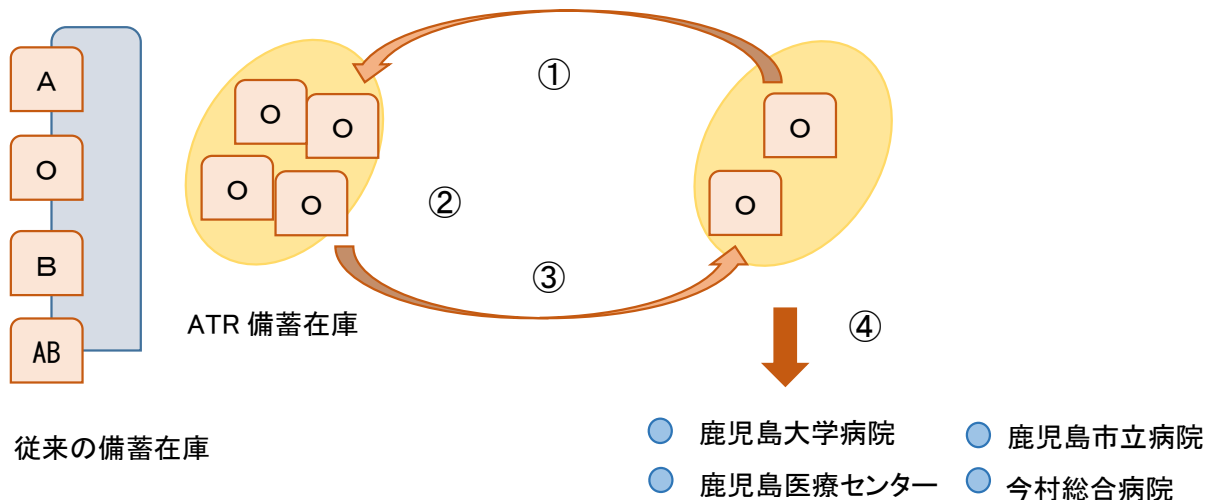 A
O
B
AB
従来の備蓄在庫
O
O
O
O
ATR 備蓄在庫
①
②
③
O
O
④
鹿児島大学病院
鹿児島市立病院
鹿児島医療センター
今村総合病院